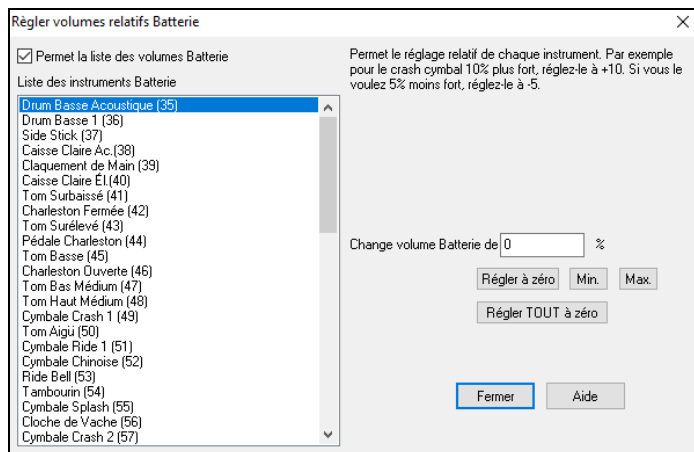 Règler volumes relatifs Batterie
Permet la liste des volumes Batterie
Liste des instruments Batterie
Drum Basse Acoustique (35)
Drum Basse 1 (36)
Side Stick (37)
Caisse Claire Ac.(38)
Claquement de Main (39)
Caisse Claire Él.(40)
Tom Surbaissé (41)
Charleston Fermée (42)
Tom Surélevé (43)
Pédale Charleston (44)
Tom Basse (45)
Charleston Ouverte (46)
Tom Bas Médium (47)
Tom Haut Médium (48)
Cymbale Crash 1 (49)
Tom Aigü (50)
Cymbale Ride 1 (51)
Cymbale Chinoise (52)
Ride Bell (53)
Tambourin (54)
Cymbale Splash (55)
Cloche de Vache (56)
Cymbale Crash 2 (57)
Permet le réglage relatif de chaque instrument. Par exemple
pour le crash cymbal 10% plus fort, réglez-le à +10. Si vous le
voulez 5% moins fort, réglez-le à -5.
Change volume Batterie de 0 %
Régler à zéro Min. Max.
Régler TOUT à zéro
Fermer Aide